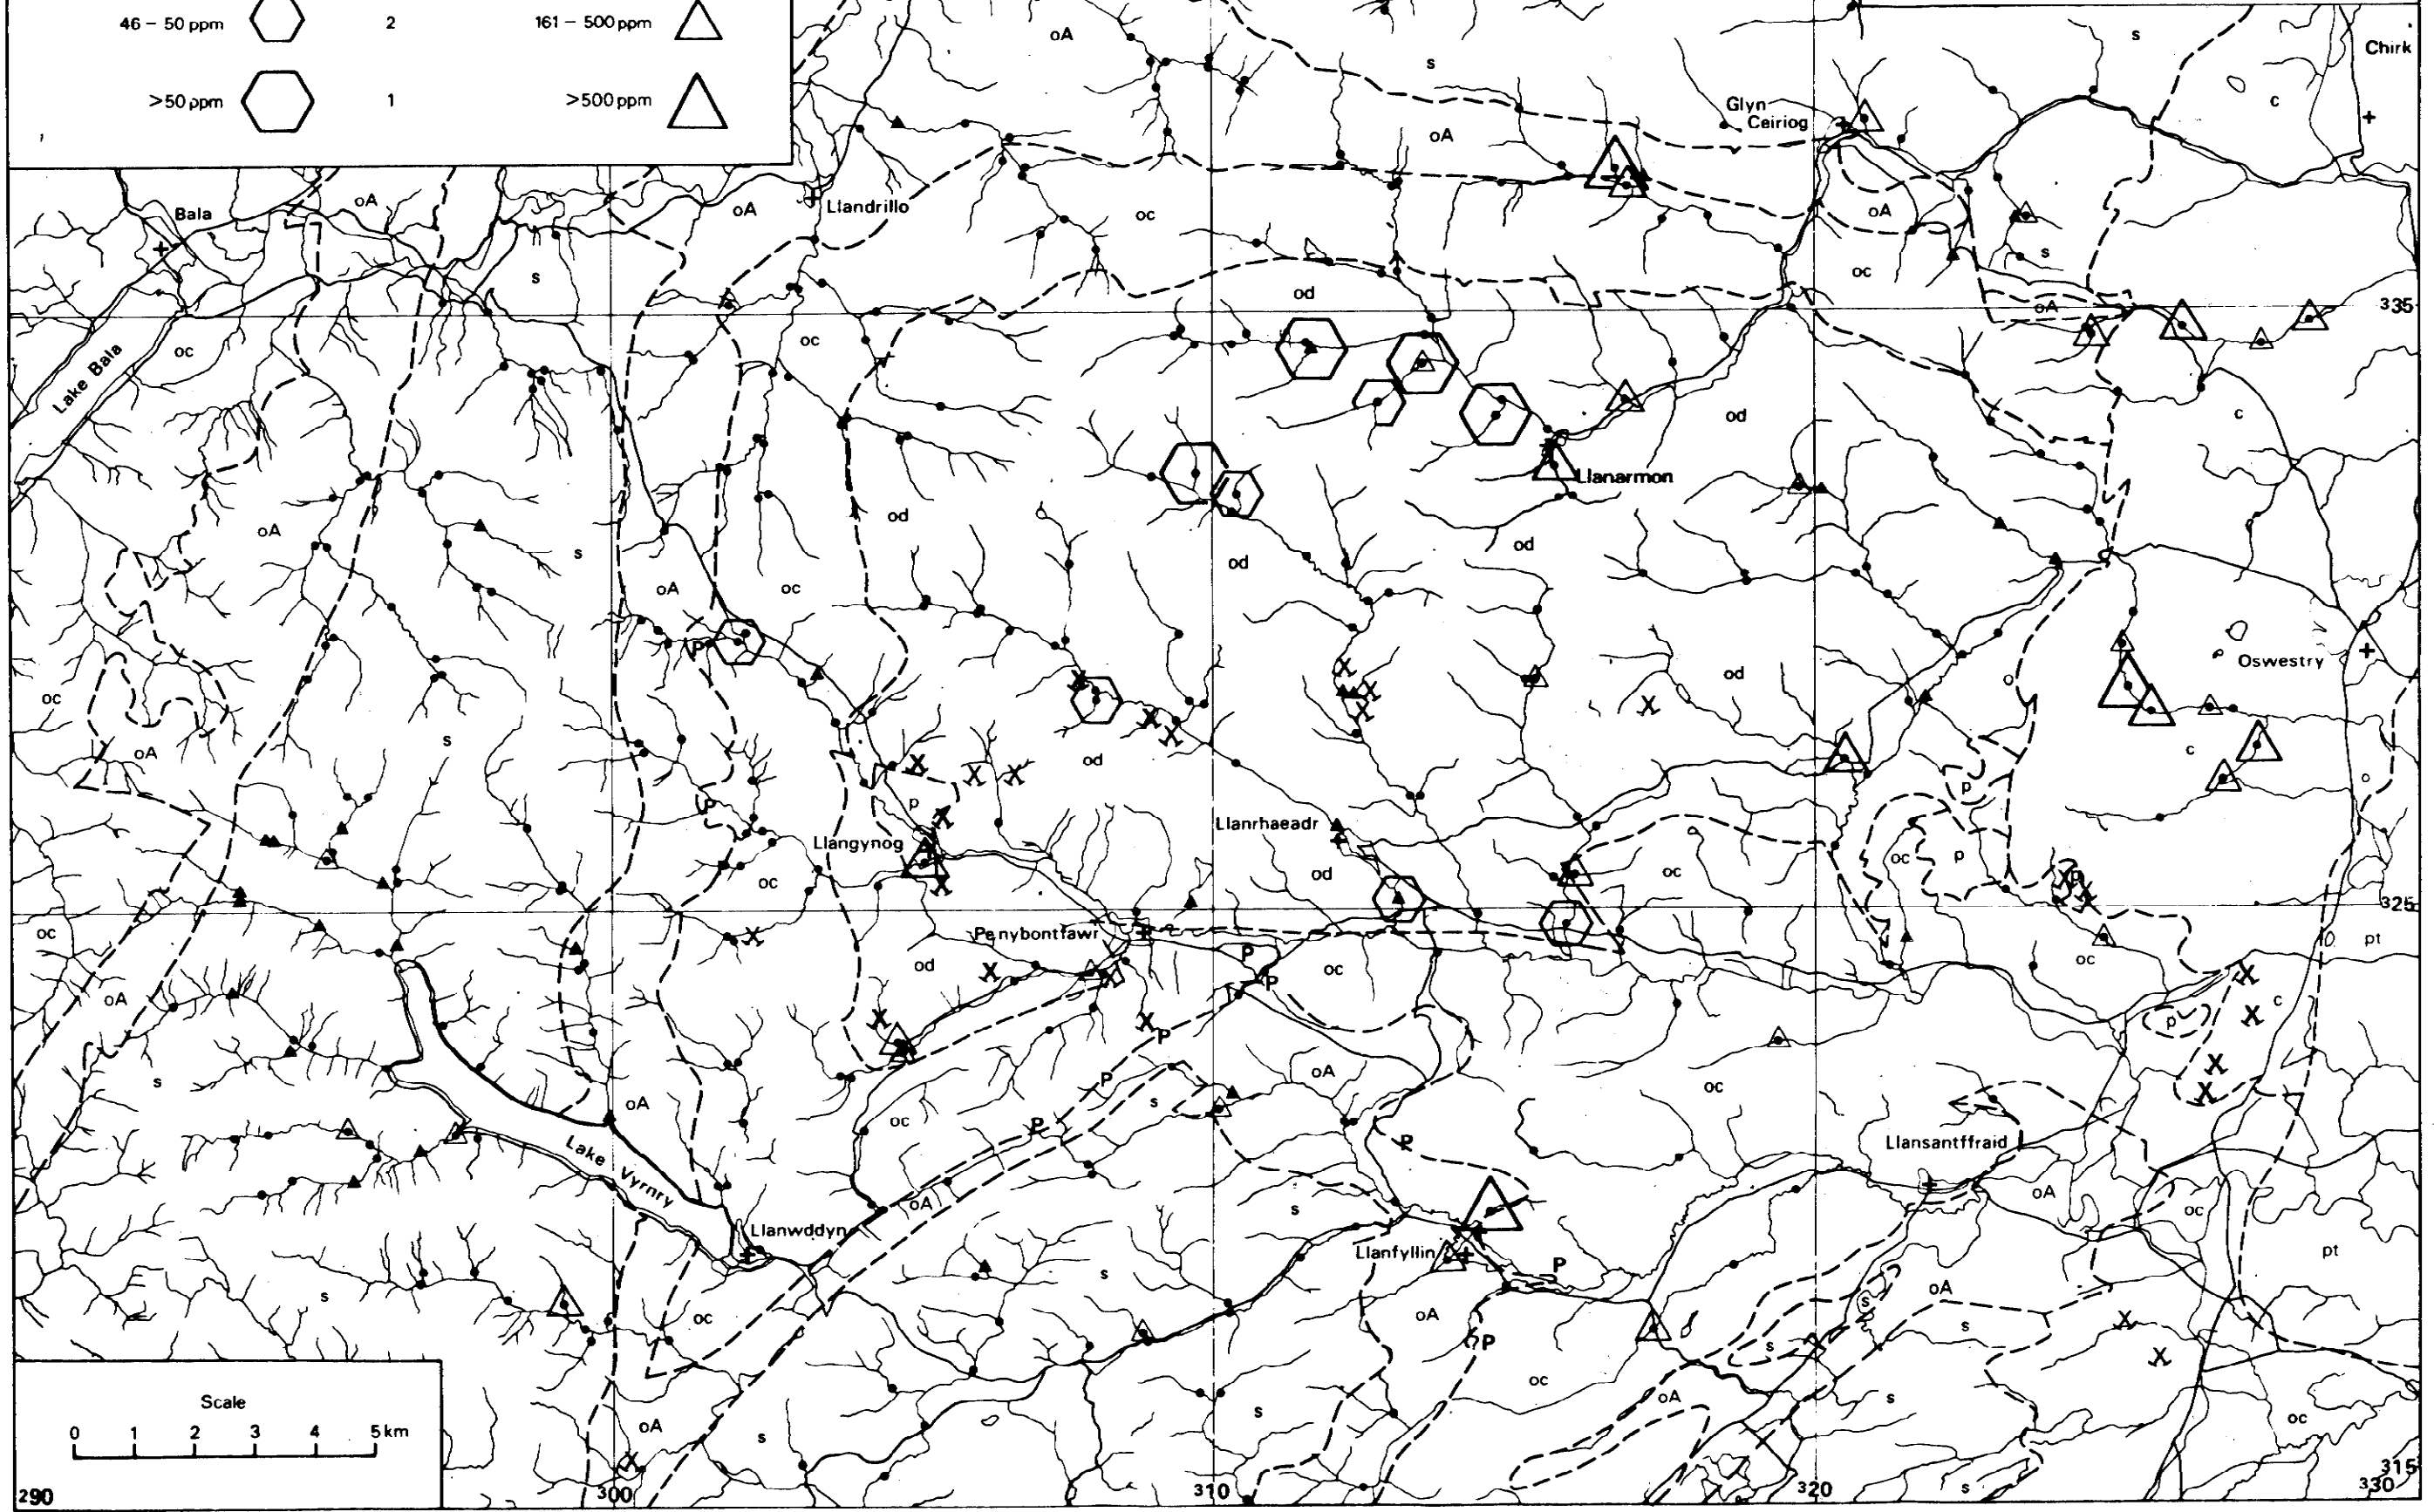 46 – 50 ppm 2 161 – 500 ppm
>50 ppm 1 >500 ppm
oA
s
s
Chirk
c
Glyn
Ceiriog
oA
Bala
oA
oA
Llandrillo
oc
oA
s
oc
s
od
335
oA
oc
oc
Lake Bala
od
c
Llanarmon
oA
od
od
s
od
oA
oc
P
Oswestry
oc
od
s
oA
od
c
p
p
P
Llanrhaeadr
Llangynog
od
oc
oc
oc
p
P
325
oc
Penybontfawr
od
P
oc
P
oc
pt
oA
c
p
P
s
oA
oc
P
oA
s
oc
P
P
Llansantffraid
Lake Vyrnry
oA
oA
s
oc
Llanwddyn
Llanfyllin
P
pt
s
s
oc
oA
oA
s
s
P
s
Scale
0 1 2 3 4 5 km
oc
oA
s
oA
s
s
oc
s
315
290 300 310 320 330